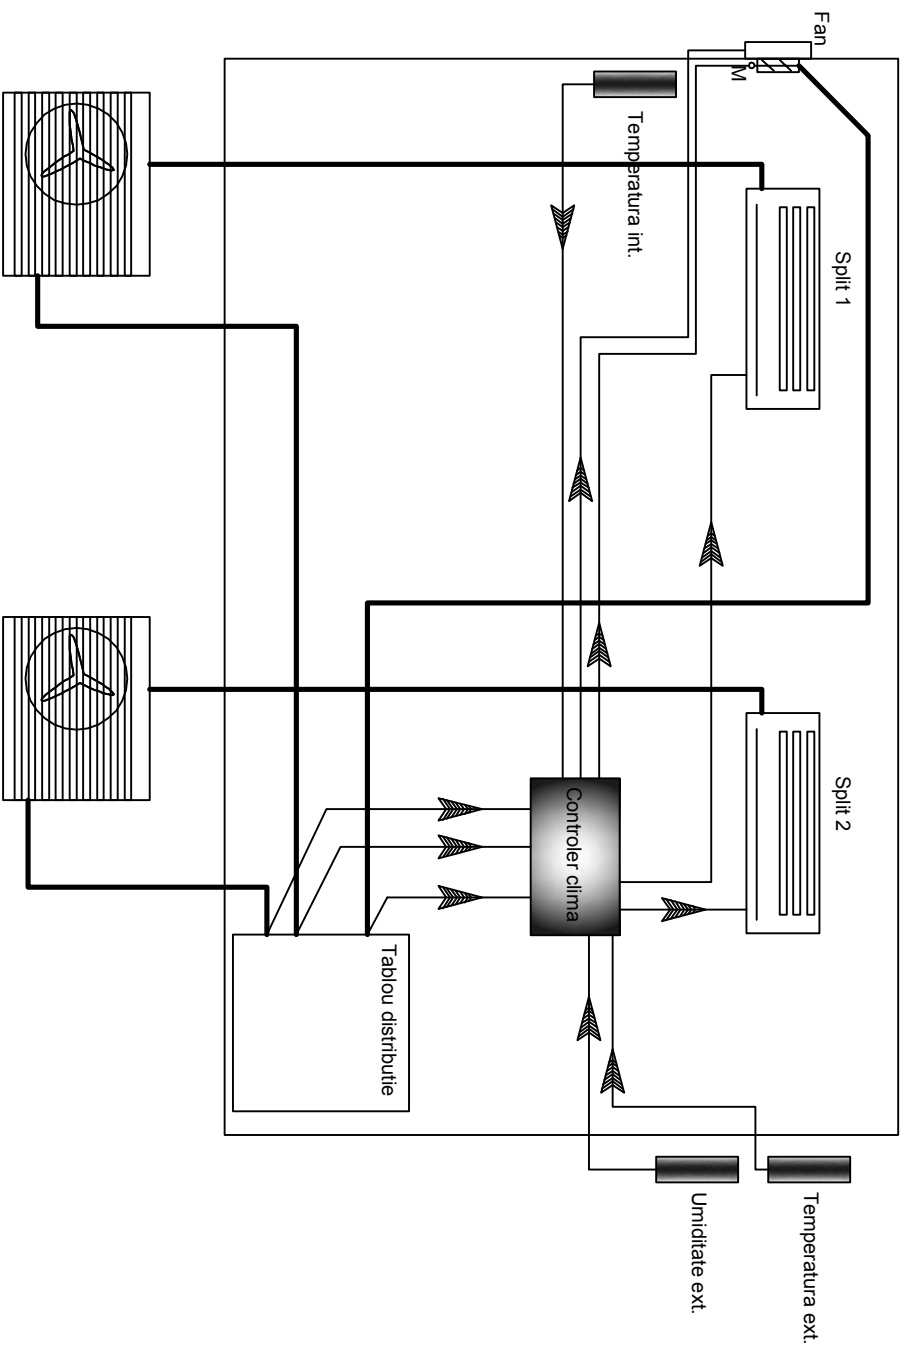 Fan
M
Temperatura int.
Split 1
Split 2
Controler clima
Tablou distributie
Temperatura ext.
Umiditate ext.